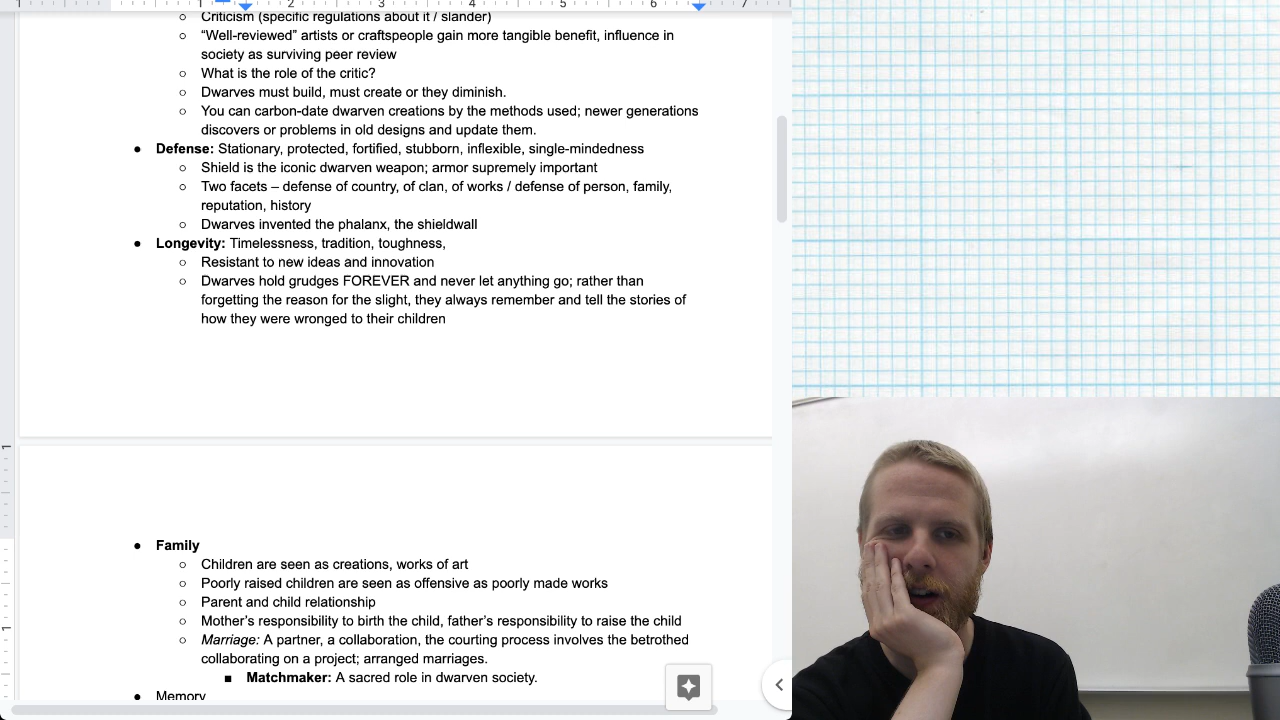 1 1 2 3 4 5 6 7
○ Criticism (specific regulations about it / slander)
○ “Well-reviewed” artists or craftspeople gain more tangible benefit, influence in
society as surviving peer review
○ What is the role of the critic?
○ Dwarves must build, must create or they diminish.
○ You can carbon-date dwarven creations by the methods used; newer generations
discovers or problems in old designs and update them.
● Defense: Stationary, protected, fortified, stubborn, inflexible, single-mindedness
○ Shield is the iconic dwarven weapon; armor supremely important
○ Two facets – defense of country, of clan, of works / defense of person, family,
reputation, history
○ Dwarves invented the phalanx, the shieldwall
● Longevity: Timelessness, tradition, toughness,
○ Resistant to new ideas and innovation
○ Dwarves hold grudges FOREVER and never let anything go; rather than
forgetting the reason for the slight, they always remember and tell the stories of
how they were wronged to their children
1
● Family
○ Children are seen as creations, works of art
○ Poorly raised children are seen as offensive as poorly made works
○ Parent and child relationship
○ Mother’s responsibility to birth the child, father’s responsibility to raise the child
1
○ Marriage: A partner, a collaboration, the courting process involves the betrothed
collaborating on a project; arranged marriages.
■ Matchmaker: A sacred role in dwarven society.
● Memory